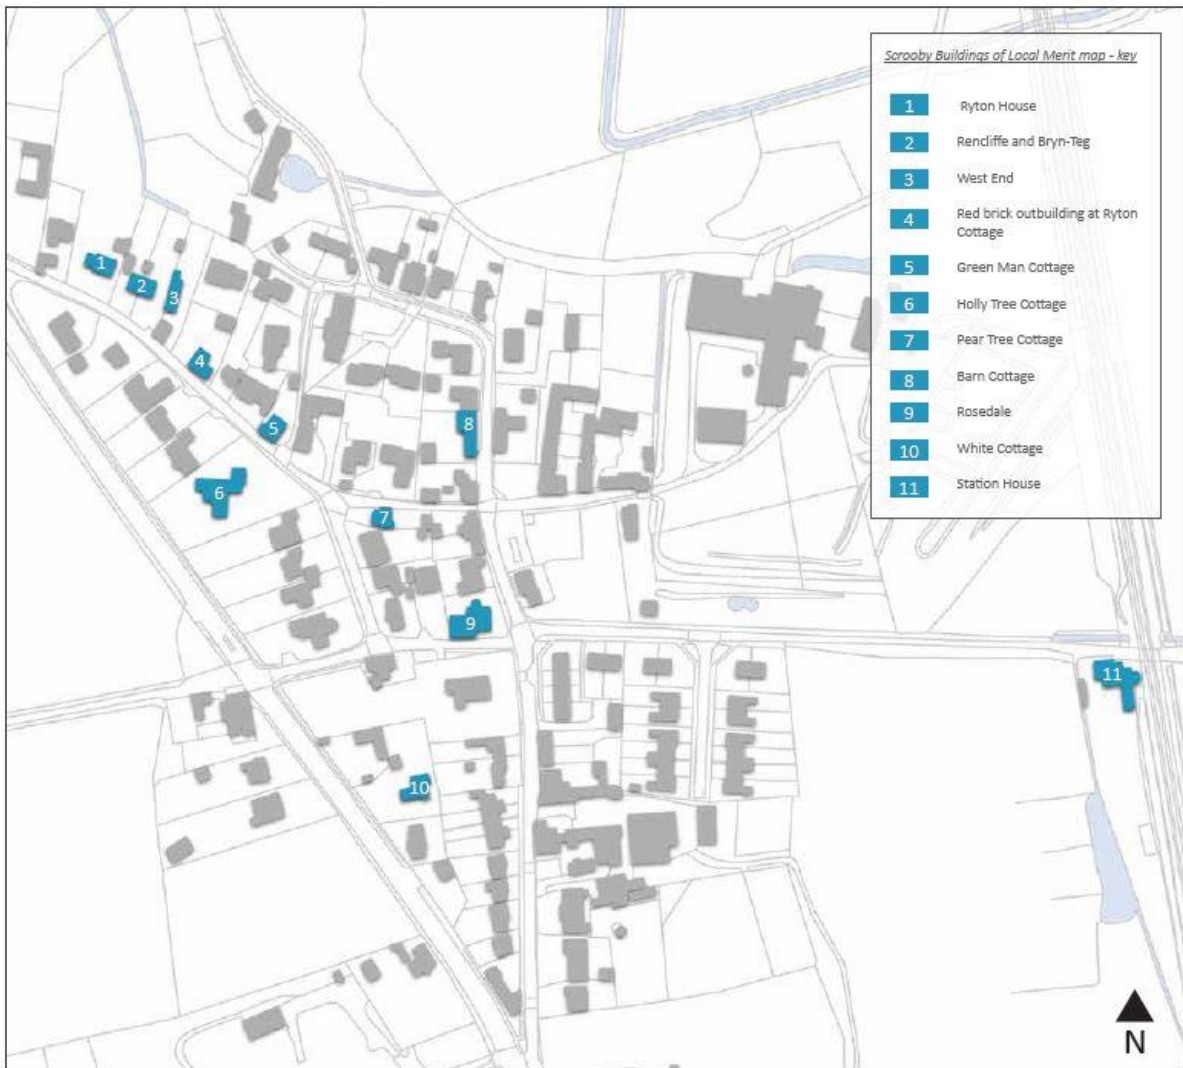 Scrooby Buildings of Local Merit map - key
1 Ryton House
2 Rencliffe and Bryn-Teg
3 West End
4 Red brick outbuilding at Ryton
Cottage
5 Green Man Cottage
6 Holly Tree Cottage
7 Pear Tree Cottage
8 Barn Cottage
9 Rosedale
10 White Cottage
11 Station House
1
2
3
4
5
8
6
7
9
11
10
N